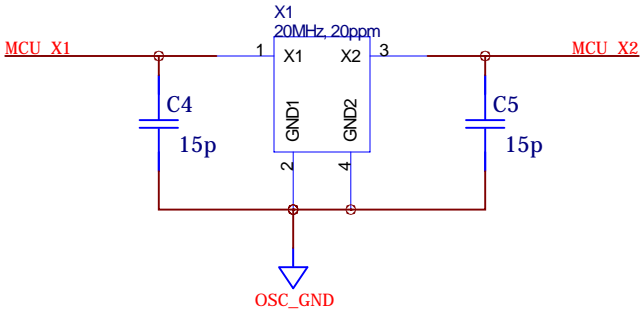 X1
20MHz, 20ppm
MCU_X1
1
X1
X2
3
MCU_X2
C4
15p
GND1
GND2
C5
15p
2
4
OSC_GND